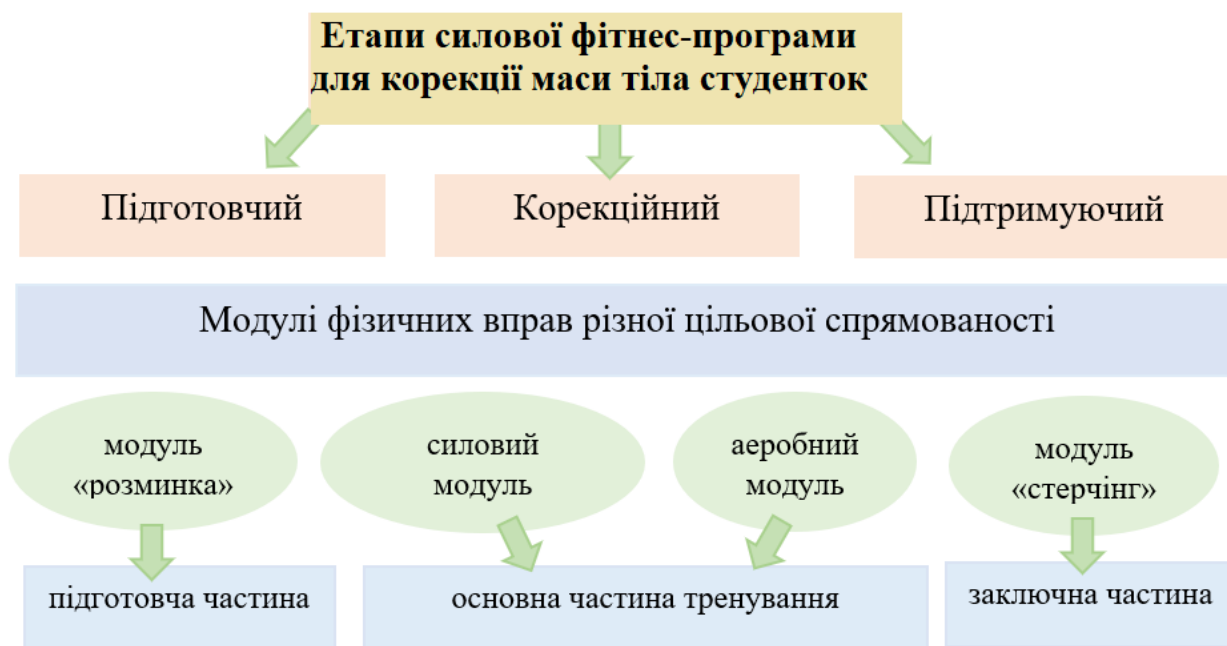 Етапи силової фітнес-програми
для корекції маси тіла студенток
Підготовчий
Корекційний
Підтримуючий
Модулі фізичних вправ різної цільової спрямованості
модуль
«розминка»
силовий
модуль
аеробний
модуль
модуль
«стерчінг»
підготовча частина
основна частина тренування
заключна частина